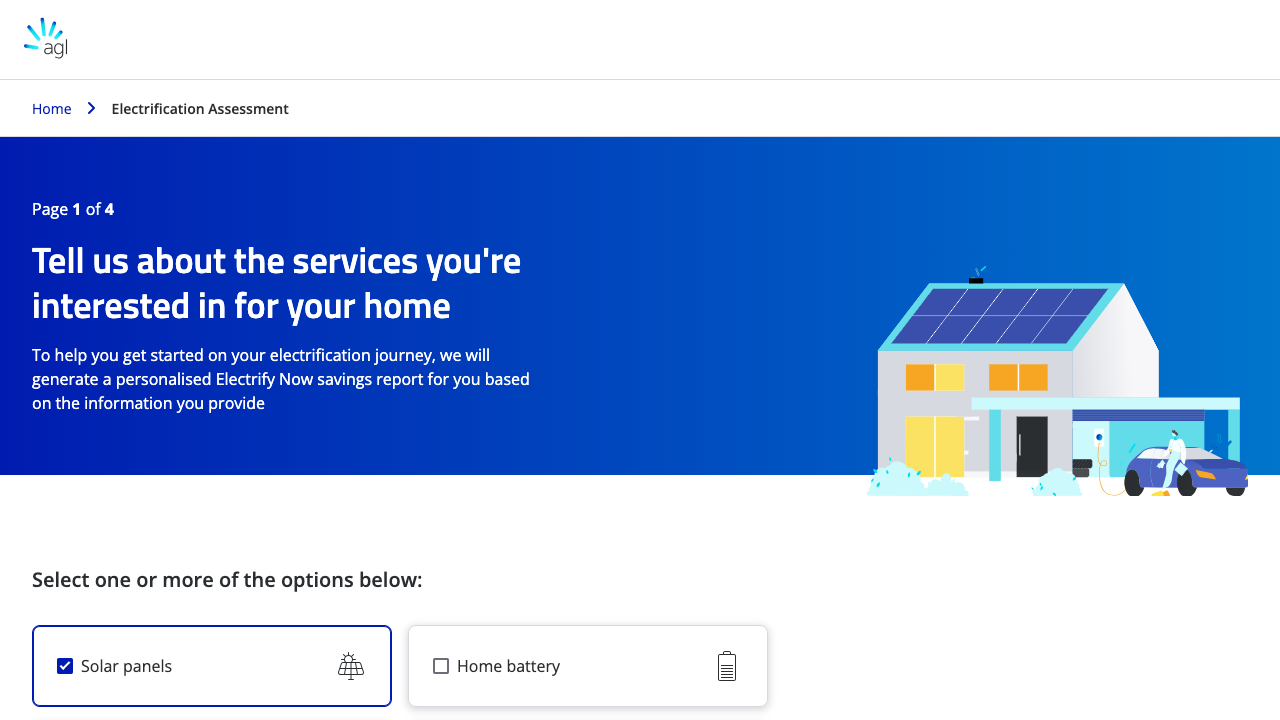 agl
Home
Electrification Assessment
Page 1 of 4
Tell us about the services you're
interested in for your home
To help you get started on your electrification journey, we will
generate a personalised Electrify Now savings report for you based
on the information you provide
Select one or more of the options below:
Solar panels
Home battery